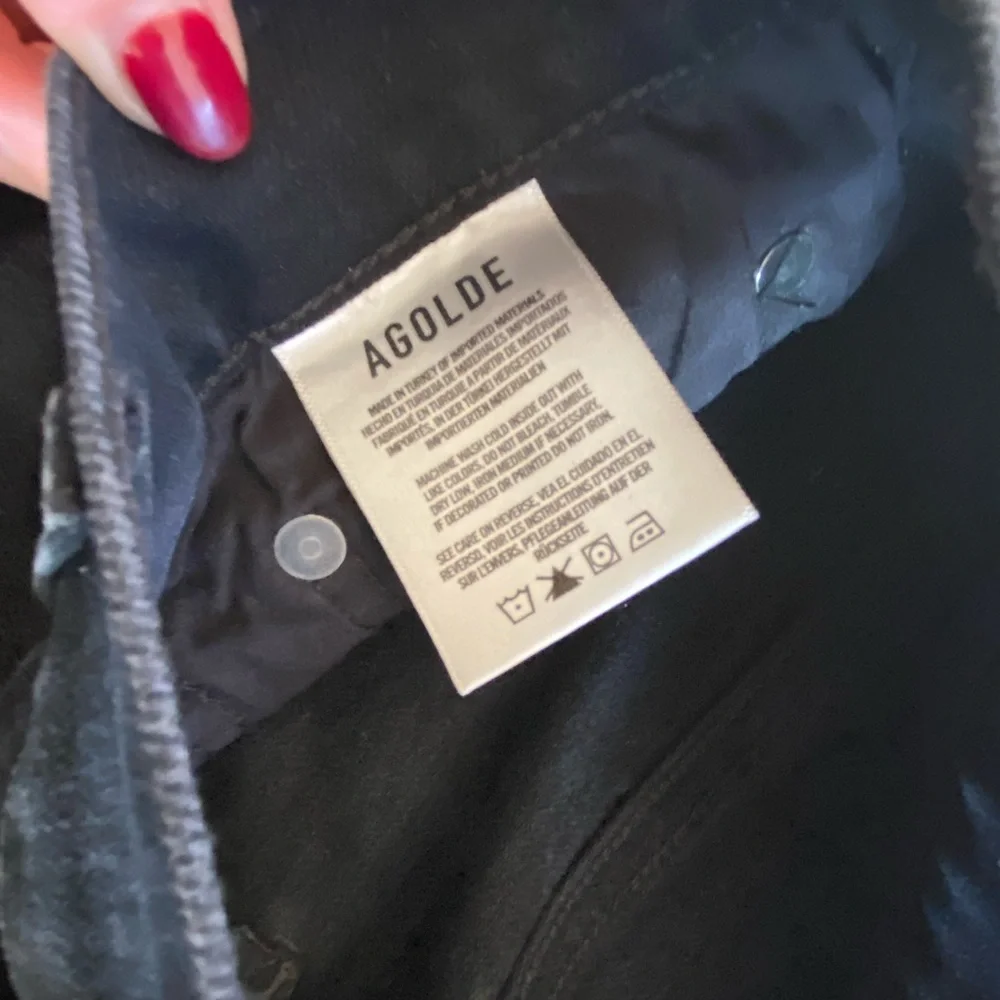 AGOLDE
MADE IN TURKEY OF IMPORTED MATERIALS
HECHO EN TURQUIA DE MATERIALES IMPORTADOS
FABRIQUÉ EN TURQUIE A PARTIR DE MATÉRIAUX
IMPORTÉS, IN DER TÜRKEI HERGESTELLT MIT
IMPORTIERTEN MATERIALIEN
MACHINE WASH COLD INSIDE OUT WITH
LIKE COLORS. DO NOT BLEACH. TUMBLE
DRY LOW, IRON MEDIUM IF NECESSARY.
IF DECORATED OR PRINTED DO NOT IRON.
SEE CARE ON REVERSE. VEA EL CUIDADO EN EL
REVERSO. VOIR LES INSTRUCTIONS D'ENTRETIEN
SUR L'ENVERS. PFLEGEANLEITUNG AUF DER
RÜCKSEITE